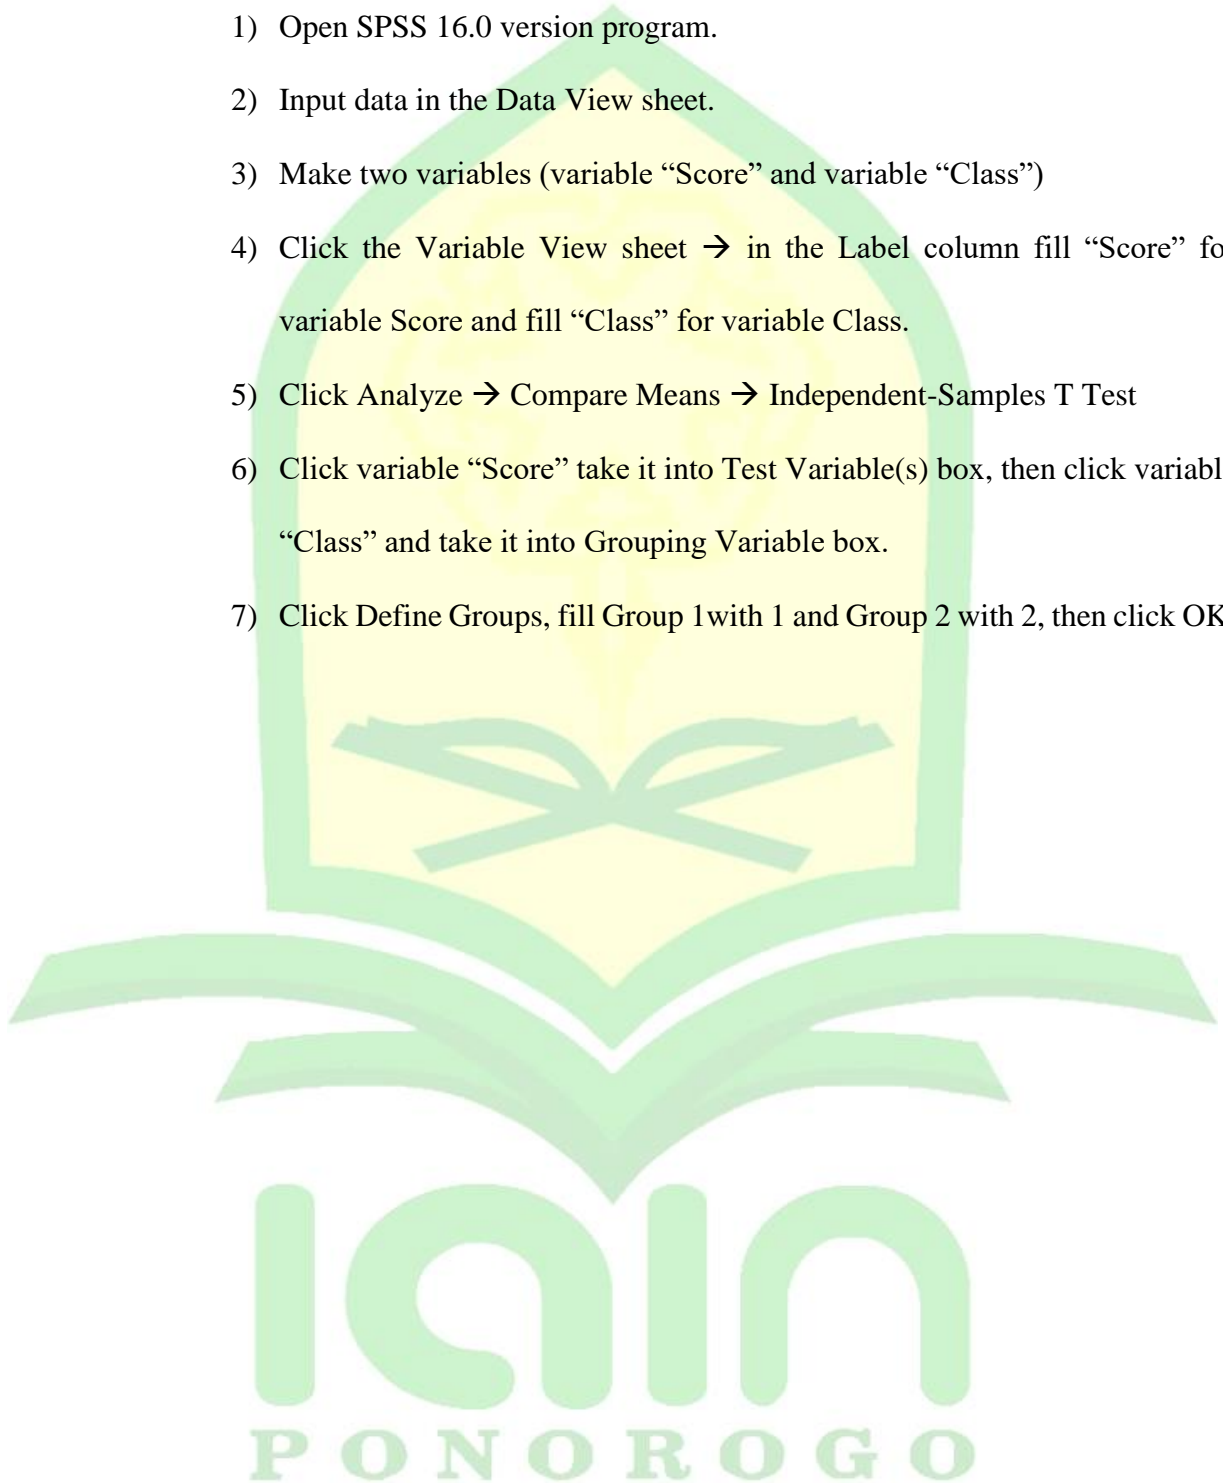 1) Open SPSS 16.0 version program.
2) Input data in the Data View sheet.
3) Make two variables (variable “Score” and variable “Class”)
4) Click the Variable View sheet → in the Label column fill “Score” fo
variable Score and fill “Class” for variable Class.
5) Click Analyze → Compare Means → Independent-Samples T Test
6) Click variable “Score” take it into Test Variable(s) box, then click variabl
“Class” and take it into Grouping Variable box.
7) Click Define Groups, fill Group 1with 1 and Group 2 with 2, then click OK
iain
PONOROGO